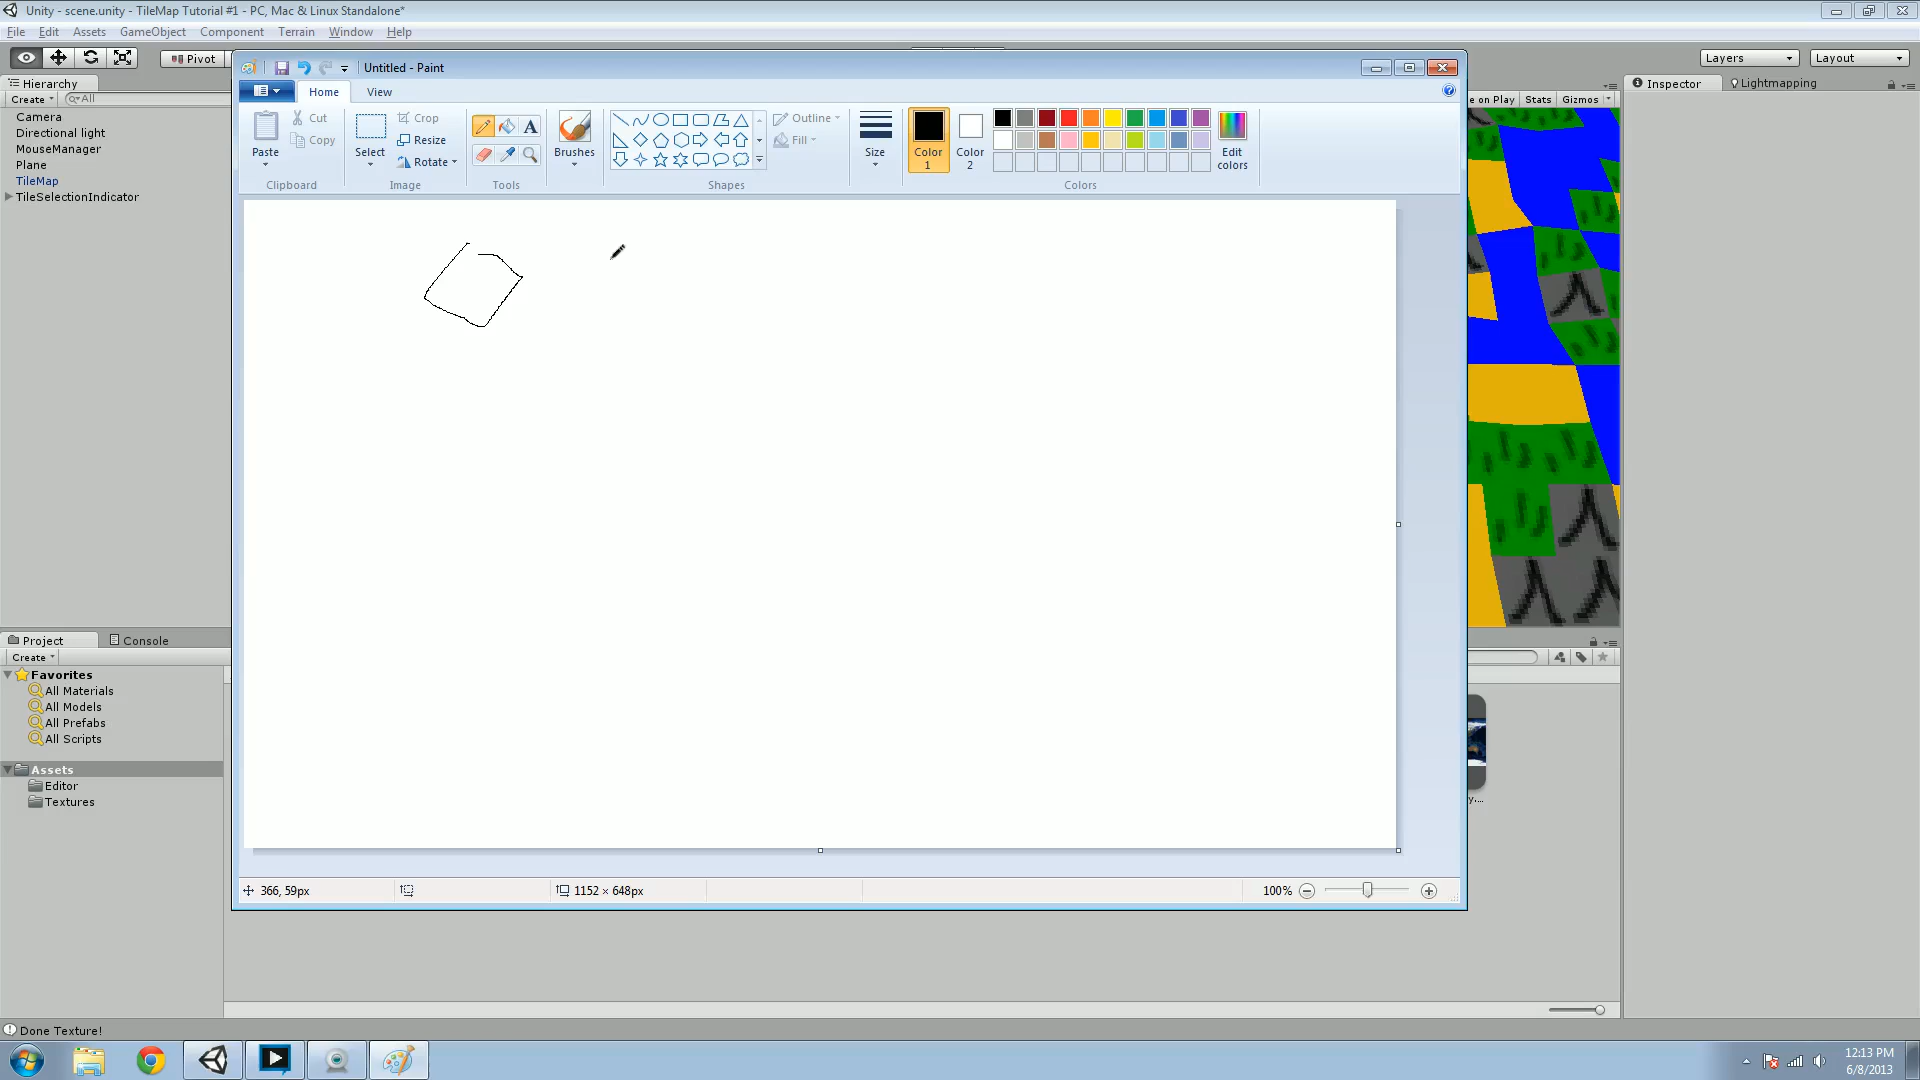 Unity - scene.unity - TileMap Tutorial #1 - PC, Mac & Linux Standalone*
File Edit Assets GameObject Component Terrain Window Help
Pivot
Layers Layout
Untitled - Paint
Hierarchy
Inspector Lightmapping
Home View
Create All
e on Play Stats Gizmos
Camera
Directional light
MouseManager
Plane
TileMap
TileSelectionIndicator
Paste
Cut
Copy
Clipboard
Select
Crop
Resize
Rotate
Image
A
Tools
Brushes
Shapes
Outline
Fill
Size
Color 1
Color 2
Edit colors
Colors
Project Console
Create
Favorites
All Materials
All Models
All Prefabs
All Scripts
Assets
Editor
Textures
y,...
366, 59px
1152 × 648px
100%
Done Texture!
12:13 PM
6/8/2013